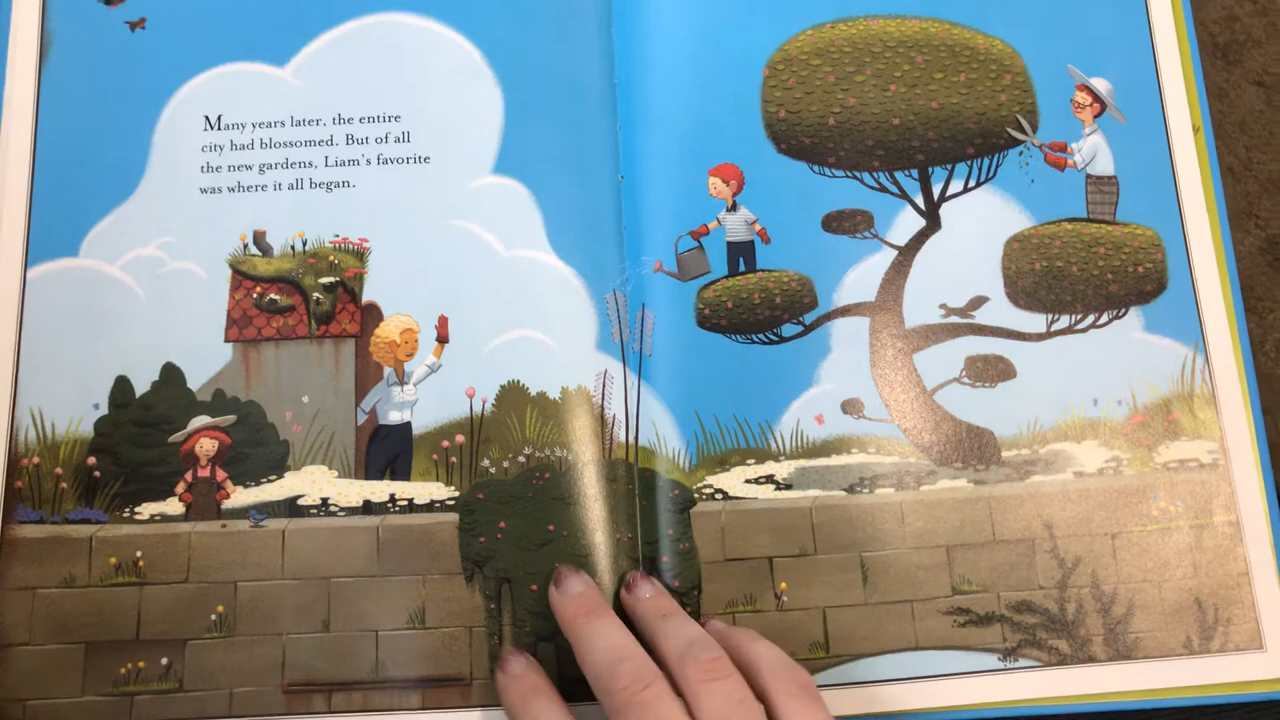 Many years later, the entire
city had blossomed. But of all
the new gardens, Liam's favorite
was where it all began.